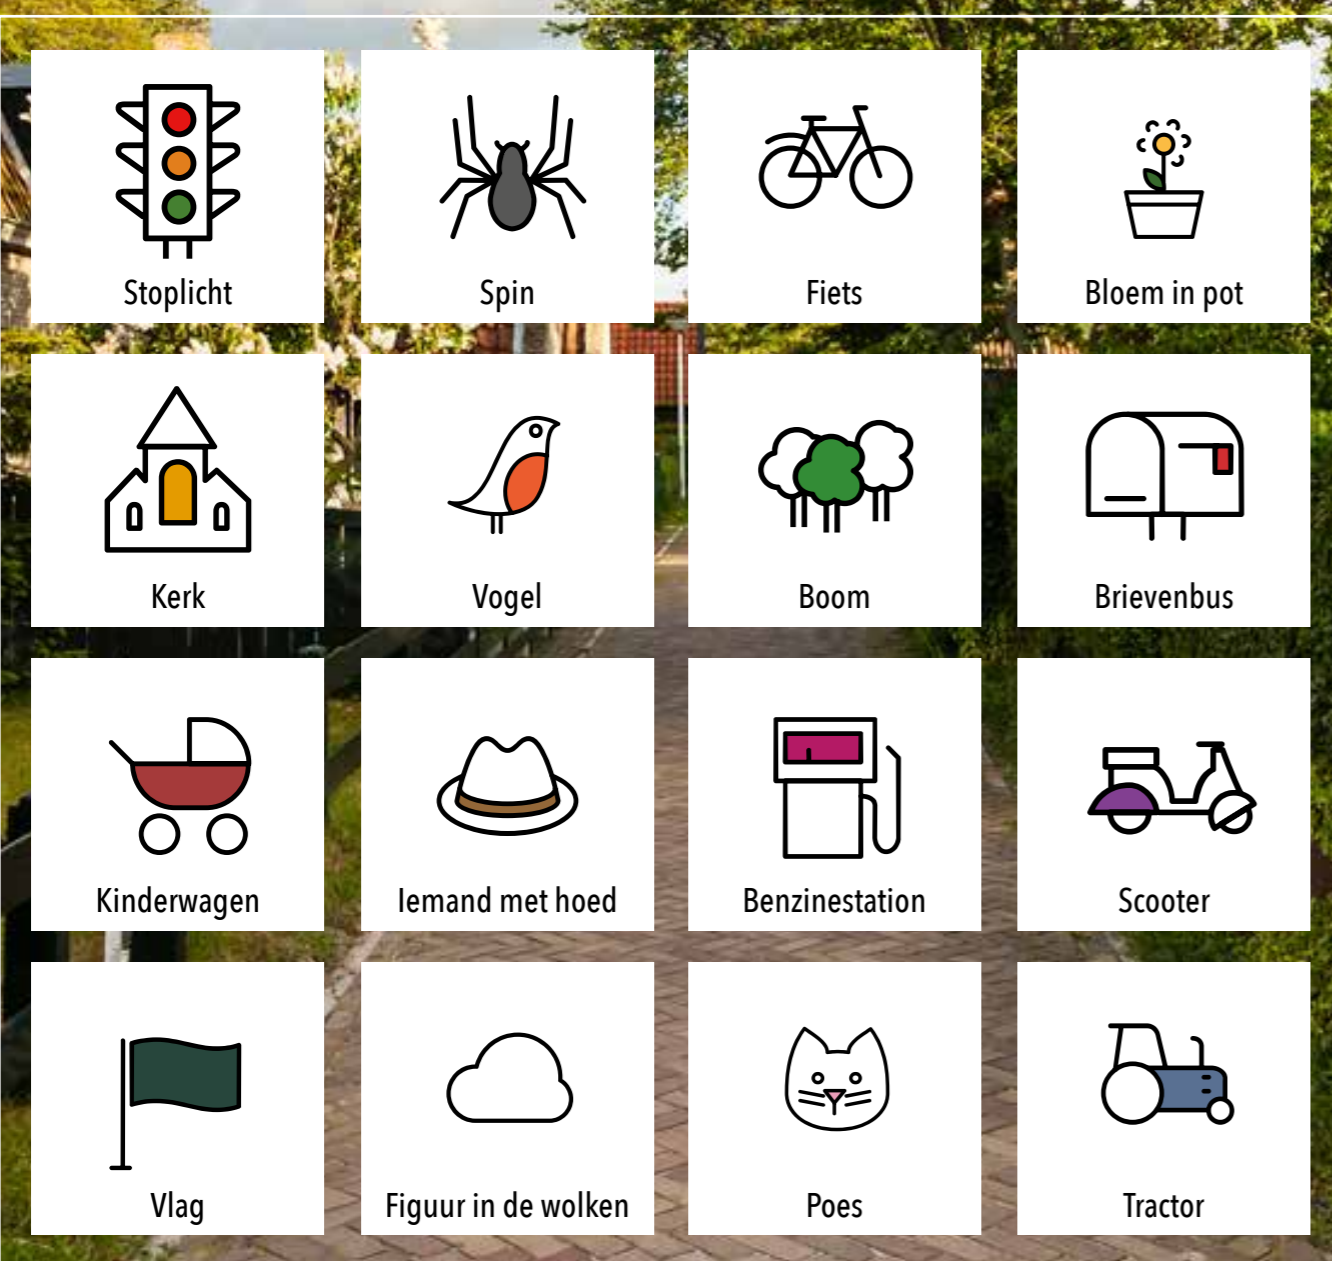 Stoplicht
Spin
Fiets
Bloem in pot
Kerk
Vogel
Boom
Brievenbus
Kinderwagen
Iemand met hoed
Benzinestation
Scooter
Vlag
Figuur in de wolken
Poes
Tractor